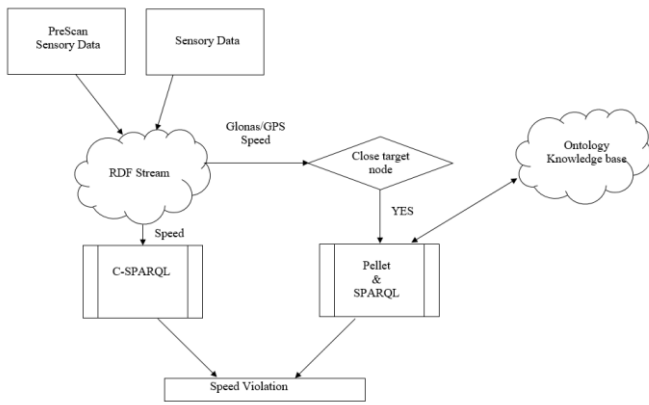 PreScan
Sensory Data
Sensory Data
Glonas/GPS
Speed
Close target
node
Ontology
Knowledge base
RDF Stream
YES
Speed
C-SPARQL
Pellet
&
SPARQL
Speed Violation